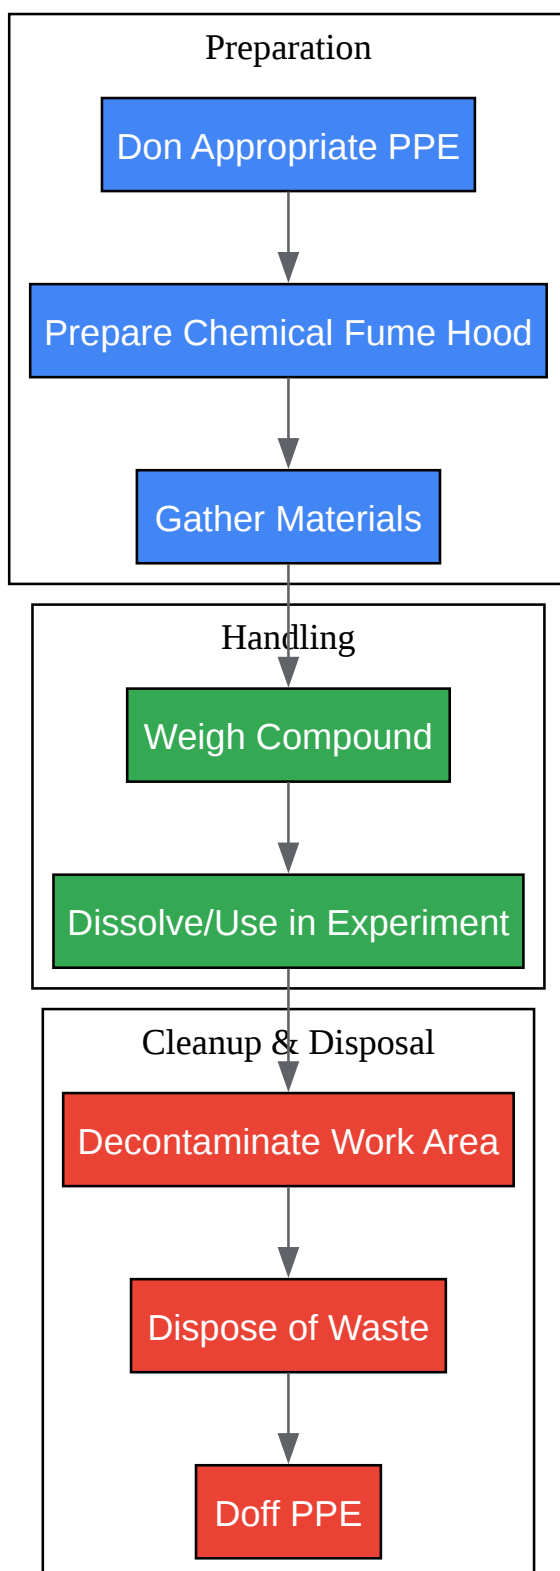 Preparation
Don Appropriate PPE
Prepare Chemical Fume Hood
Gather Materials
Handling
Weigh Compound
Dissolve/Use in Experiment
Cleanup & Disposal
Decontaminate Work Area
Dispose of Waste
Doff PPE